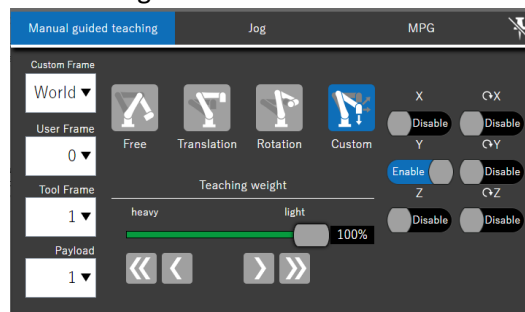 Manual guided teaching Jog MPG
Custom Frame
World ▼
User Frame
0 ▼
Tool Frame
1 ▼
Payload
1 ▼
Free Translation Rotation Custom
Teaching weight
heavy light
100%
X ↷X
Disable Disable
Y ↷Y
Enable Disable
Z ↷Z
Disable Disable